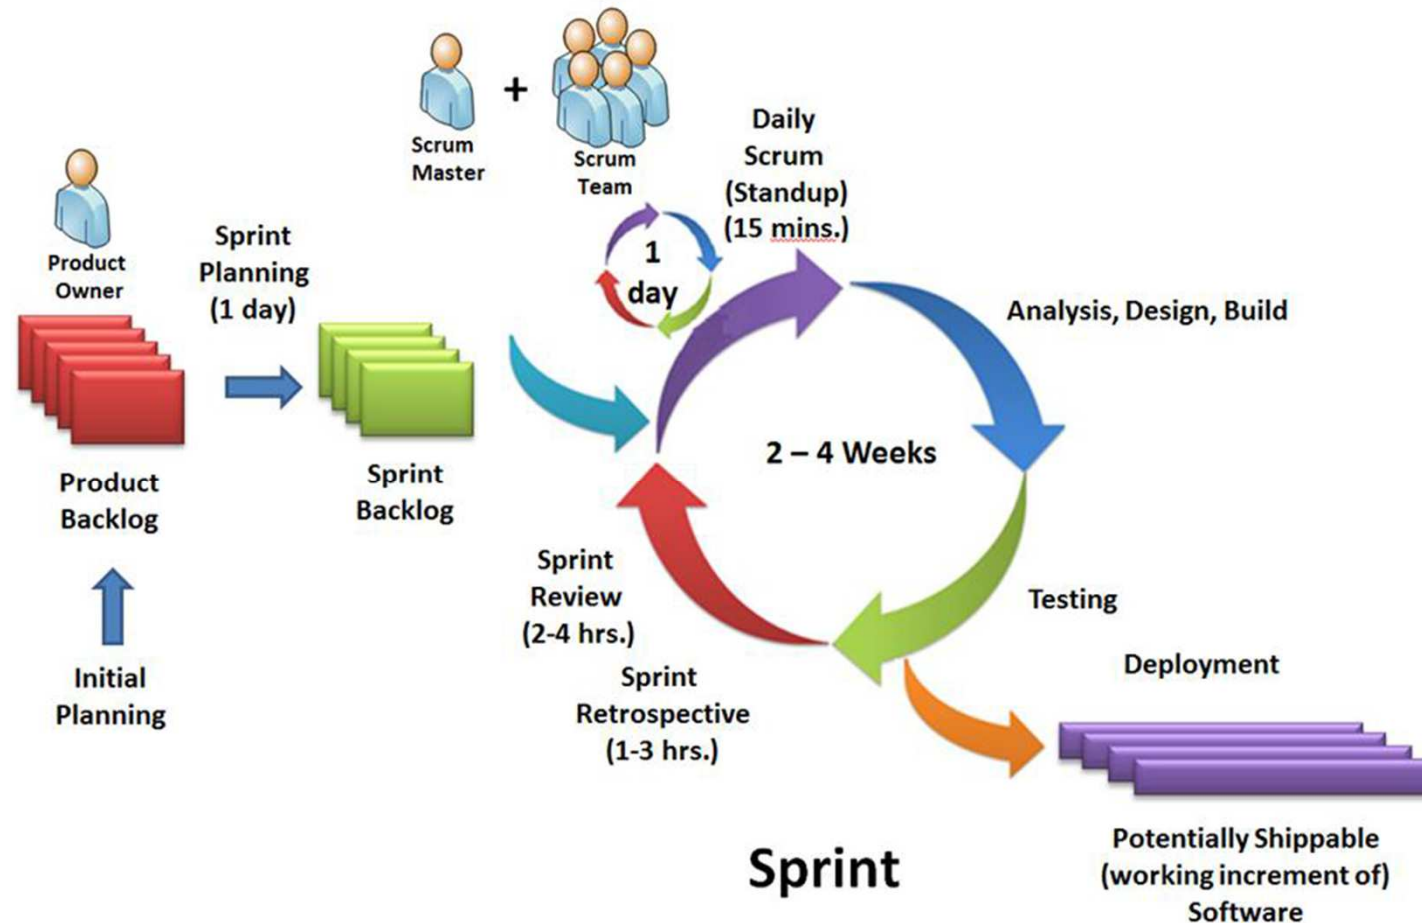 Scrum
Master
+
Scrum
Team
Daily
Scrum
(Standup)
(15 mins.)
Product
Owner
Sprint
Planning
(1 day)
1
day
Analysis, Design, Build
2 – 4 Weeks
Product
Backlog
Sprint
Backlog
Initial
Planning
Sprint
Review
(2-4 hrs.)
Sprint
Retrospective
(1-3 hrs.)
Testing
Deployment
Potentially Shippable
(working increment of)
Software
Sprint